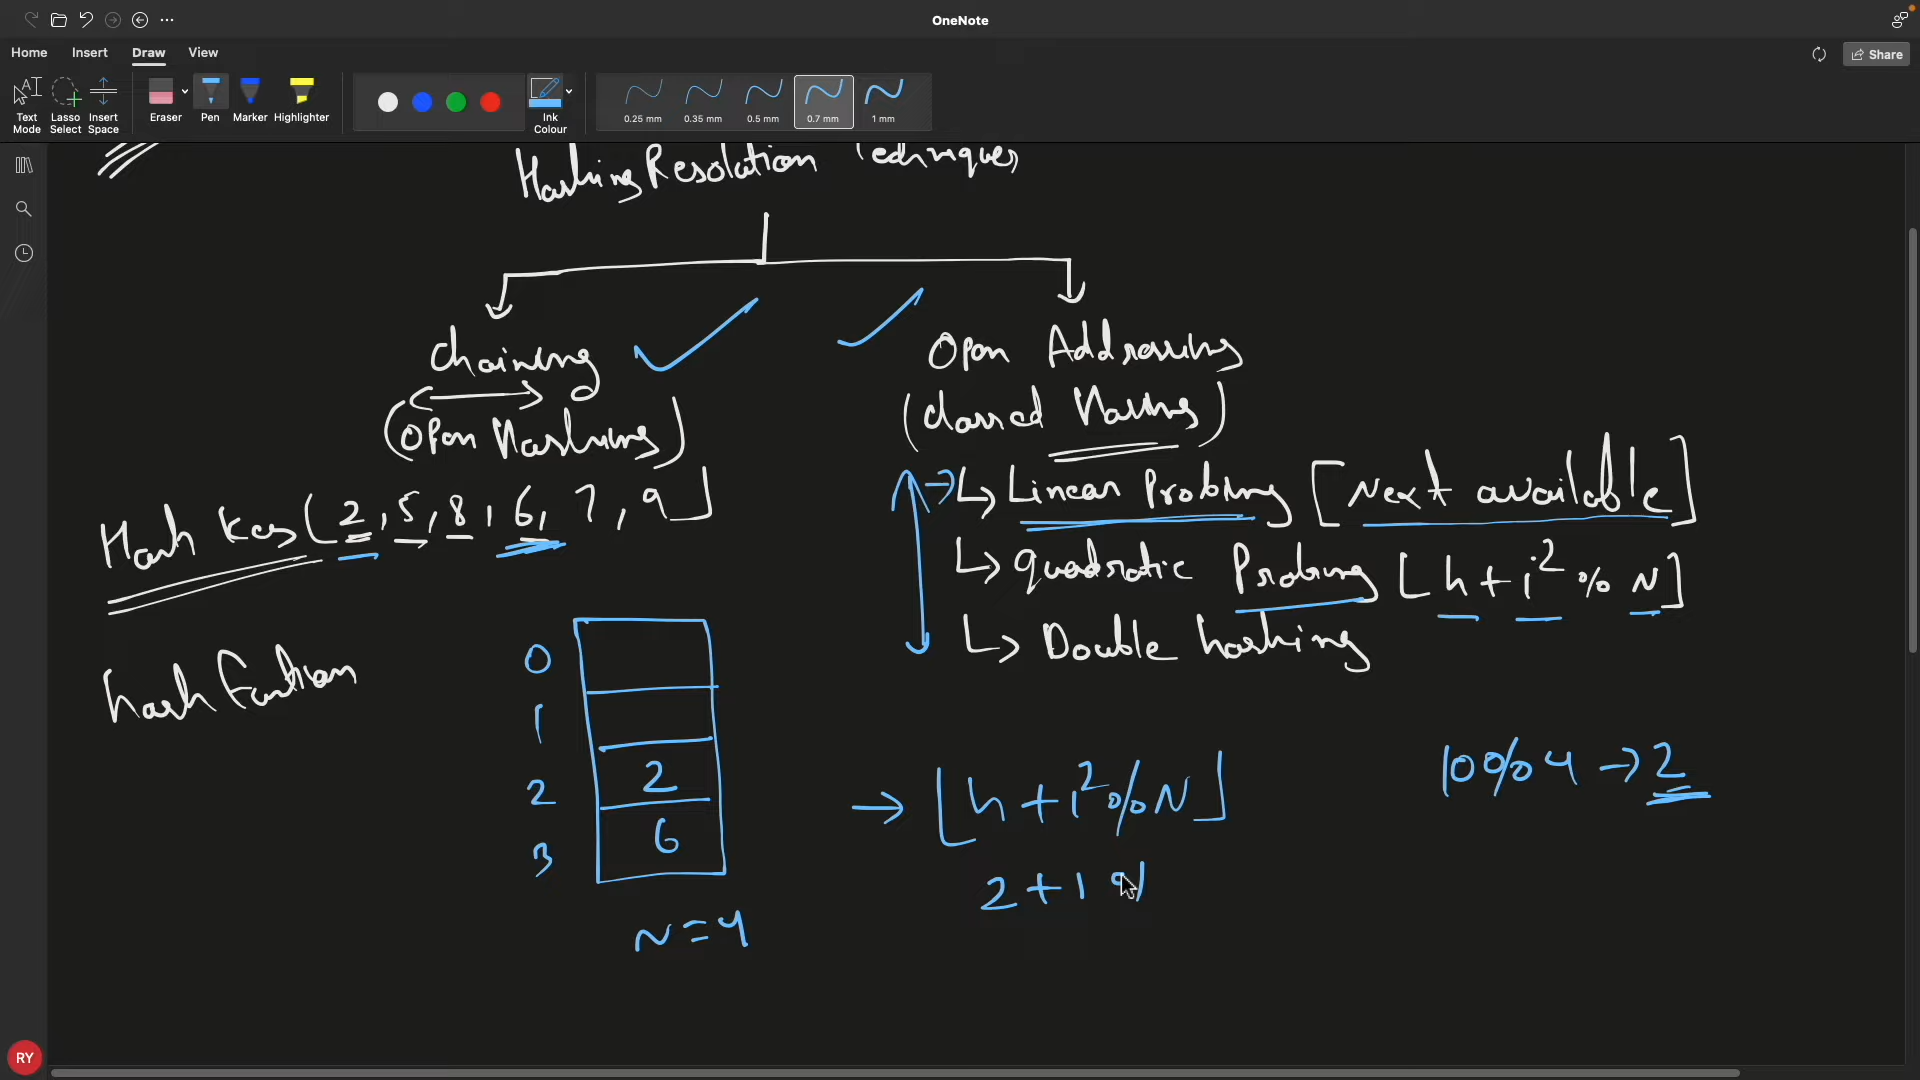 OneNote
Home Insert Draw View
Share
Text Mode Lasso Select Insert Space Eraser Pen Marker Highlighter Ink Colour 0.25 mm 0.35 mm 0.5 mm 0.7 mm 1 mm
Hashing Resolution Techniques
Chaining
(Open Hashing)
Open Addressing
(Closed Hashing)
Linear Probing [Next available]
quadratic Probing [h + i² % N]
Double hashing
Hash Keys (2, 5, 8, 6, 7, 9]
hash Function
0
1
2 2
3 6
N = 4
→ [h + i² % N]
2 + 1
10 % 4 → 2
RY